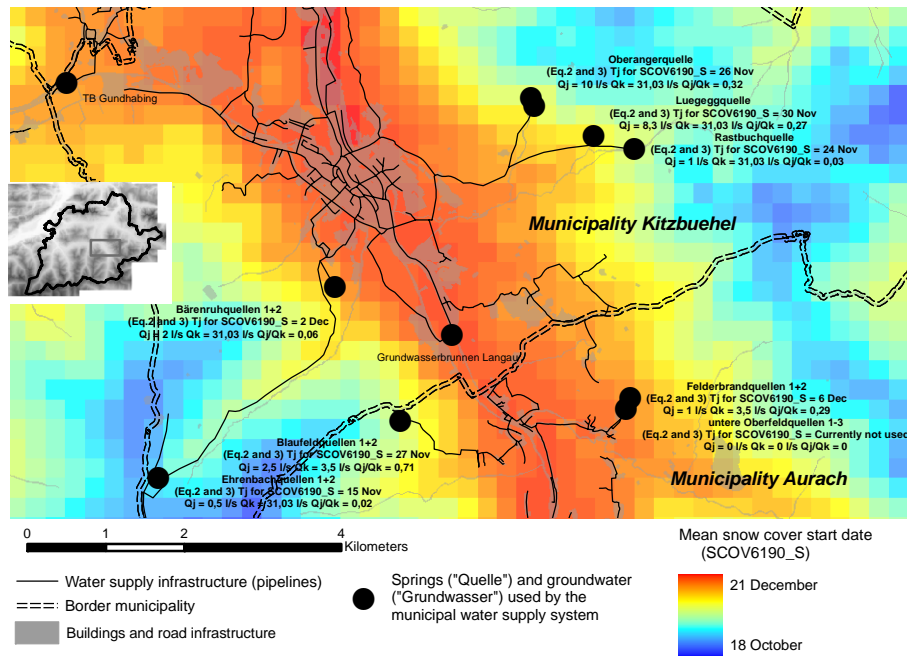 Oberangerquelle
(Eq.2 and 3) Tj for SCOV6190_S = 26 Nov
Qj = 10 l/s Qk = 31,03 l/s Qj/Qk = 0,32
Luegeggquelle
(Eq.2 and 3) Tj for SCOV6190_S = 30 Nov
Qj = 8,3 l/s Qk = 31,03 l/s Qj/Qk = 0,27
Rastbuchquelle
(Eq.2 and 3) Tj for SCOV6190_S = 24 Nov
Qj = 1 l/s Qk = 31,03 l/s Qj/Qk = 0,03
TB Gundhabing
Municipality Kitzbuehel
Bärenruhquellen 1+2
(Eq.2 and 3) Tj for SCOV6190_S = 2 Dec
Qj = 2 l/s Qk = 31,03 l/s Qj/Qk = 0,06
Grundwasserbrunnen Langau
Felderbrandquellen 1+2
(Eq.2 and 3) Tj for SCOV6190_S = 6 Dec
Qj = 1 l/s Qk = 3,5 l/s Qj/Qk = 0,29
untere Oberfeldquellen 1-3
(Eq.2 and 3) Tj for SCOV6190_S = Currently not used
Qj = 0 l/s Qk = 0 l/s Qj/Qk = 0
Blaufeldquellen 1+2
(Eq.2 and 3) Tj for SCOV6190_S = 27 Nov
Qj = 2,5 l/s Qk = 3,5 l/s Qj/Qk = 0,71
Ehrenbachquellen 1+2
(Eq.2 and 3) Tj for SCOV6190_S = 15 Nov
Qj = 0,5 l/s Qk = 31,03 l/s Qj/Qk = 0,02
Municipality Aurach
0 1 2 4
Kilometers
Water supply infrastructure (pipelines)
Border municipality
Buildings and road infrastructure
Springs ("Quelle") and groundwater
("Grundwasser") used by the
municipal water supply system
Mean snow cover start date
(SCOV6190_S)
21 December
18 October